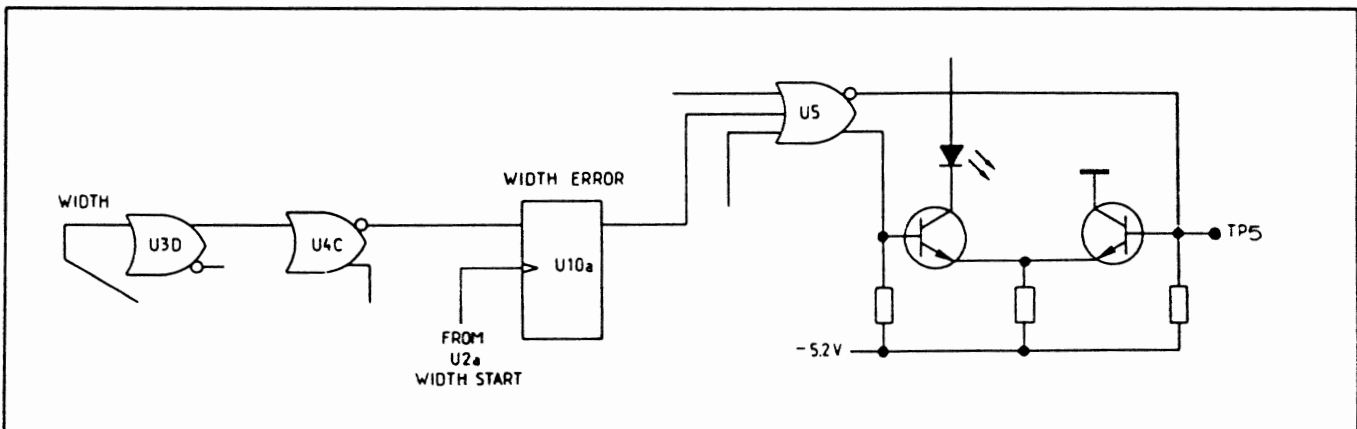 U5
WIDTH ERROR
WIDTH
U3D
U4C
U10a
TP5
FROM
U2a
WIDTH START
-5.2V